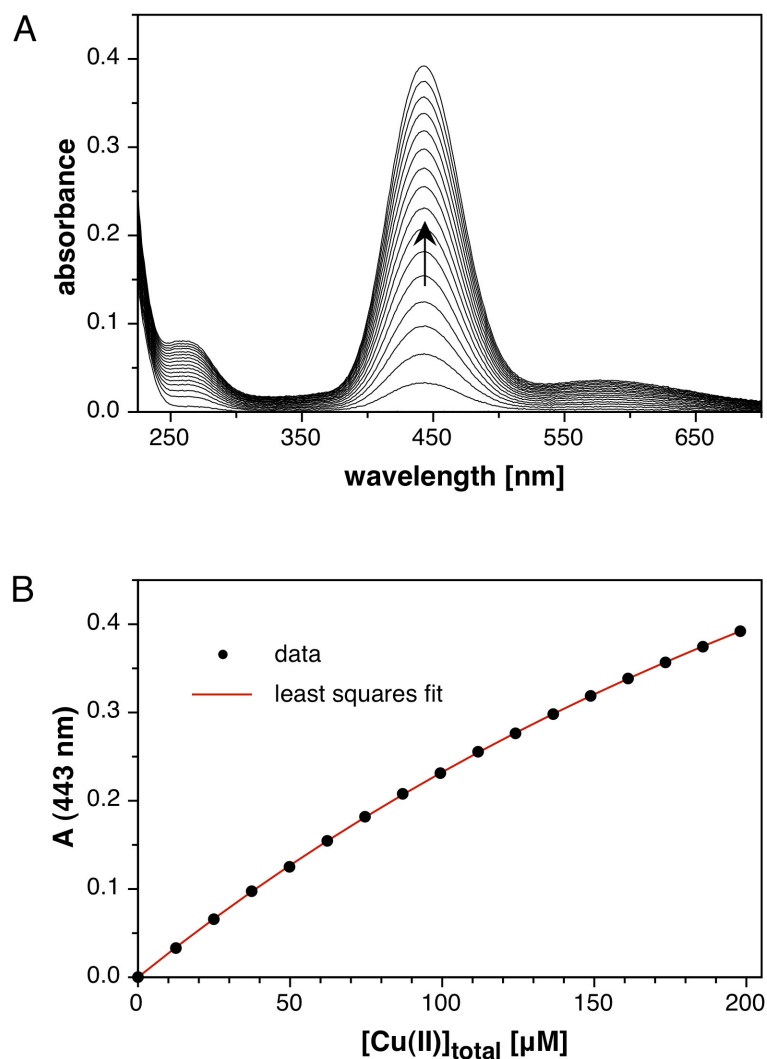 A
0.4
0.3
0.2
0.1
0.0
absorbance
250 350 450 550 650
wavelength [nm]
B
0.4
0.3
0.2
0.1
0.0
A (443 nm)
data
least squares fit
0 50 100 150 200
[Cu(II)]total [µM]